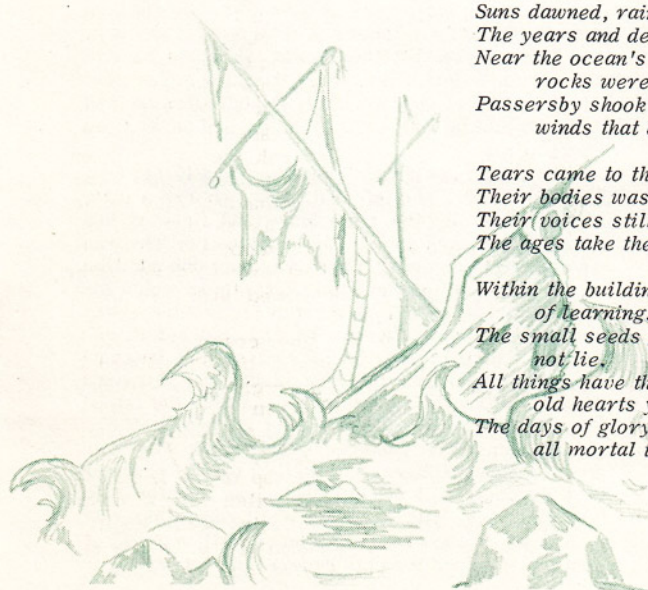 Suns dawned, rai
The years and de
Near the ocean's
rocks were
Passersby shook
winds that
Tears came to th
Their bodies was
Their voices stil
The ages take the
Within the buildin
of learning,
The small seeds
not lie.
All things have th
old hearts y
The days of glory
all mortal